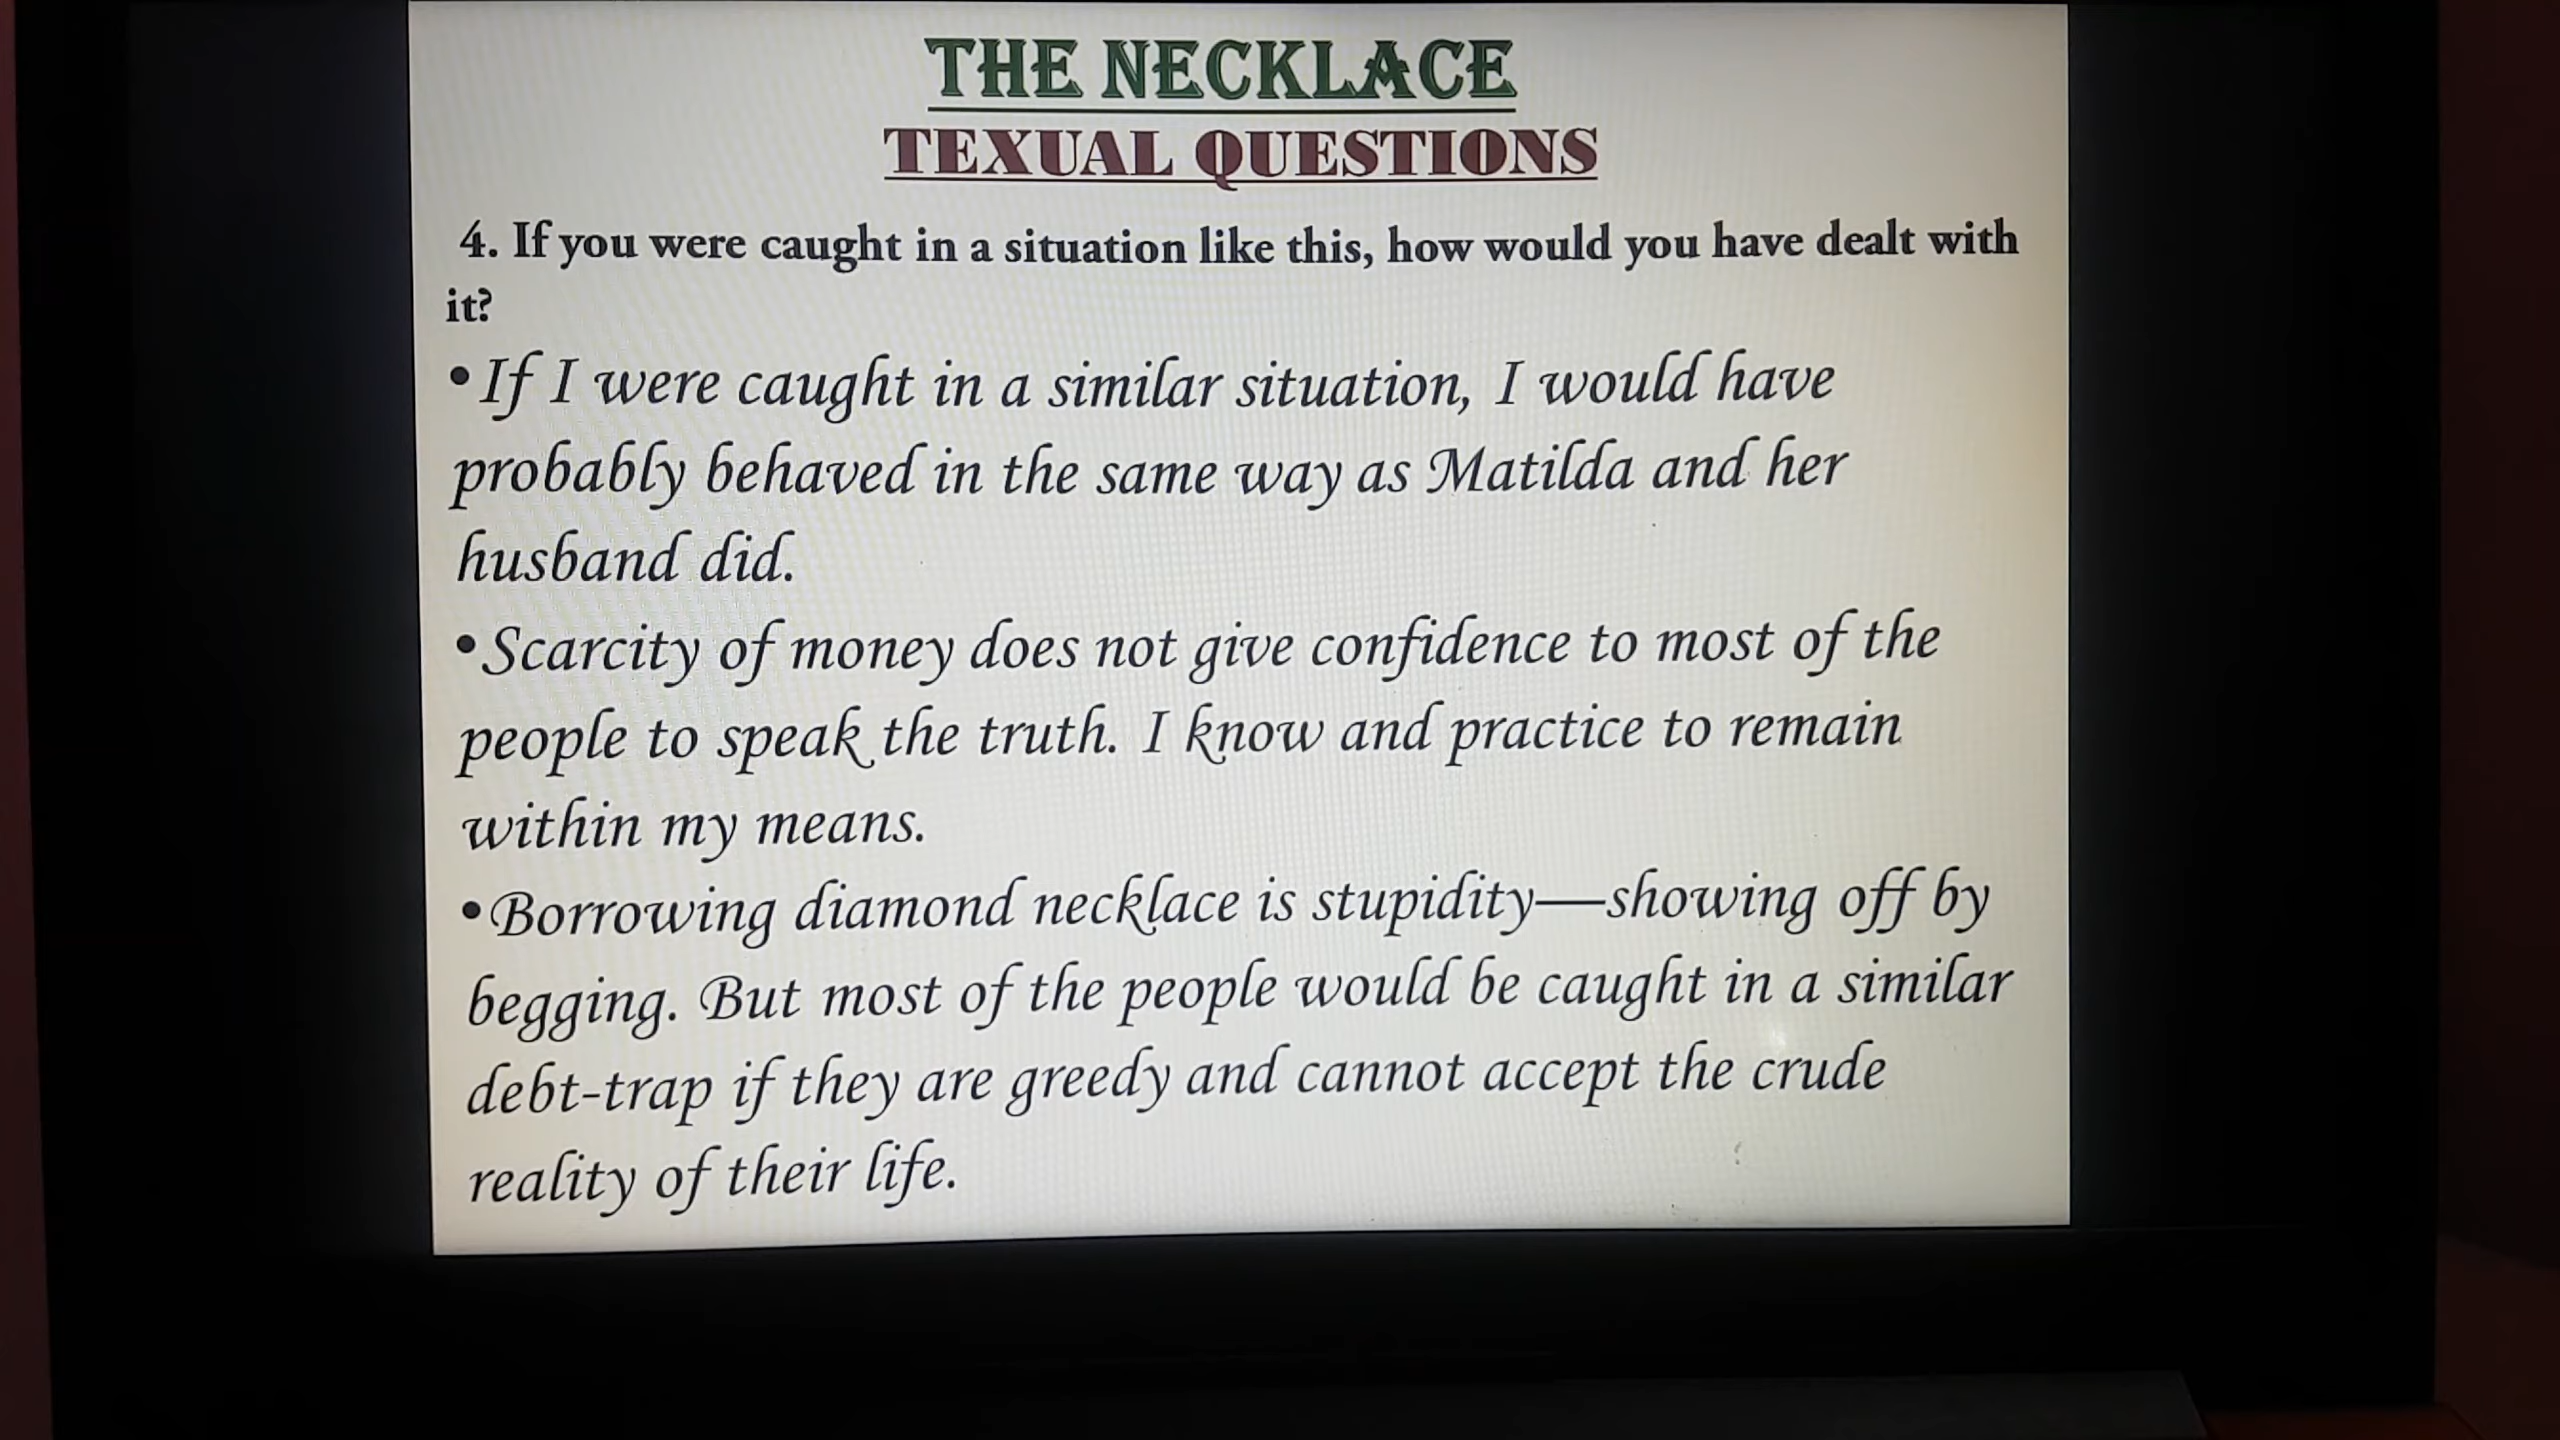 THE NECKLACE
TEXUAL QUESTIONS
4. If you were caught in a situation like this, how would you have dealt with
it?
•If I were caught in a similar situation, I would have
probably behaved in the same way as Matilda and her
husband did.
•Scarcity of money does not give confidence to most of the
people to speak the truth. I know and practice to remain
within my means.
•Borrowing diamond necklace is stupidity—showing off by
begging. But most of the people would be caught in a similar
debt-trap if they are greedy and cannot accept the crude
reality of their life.